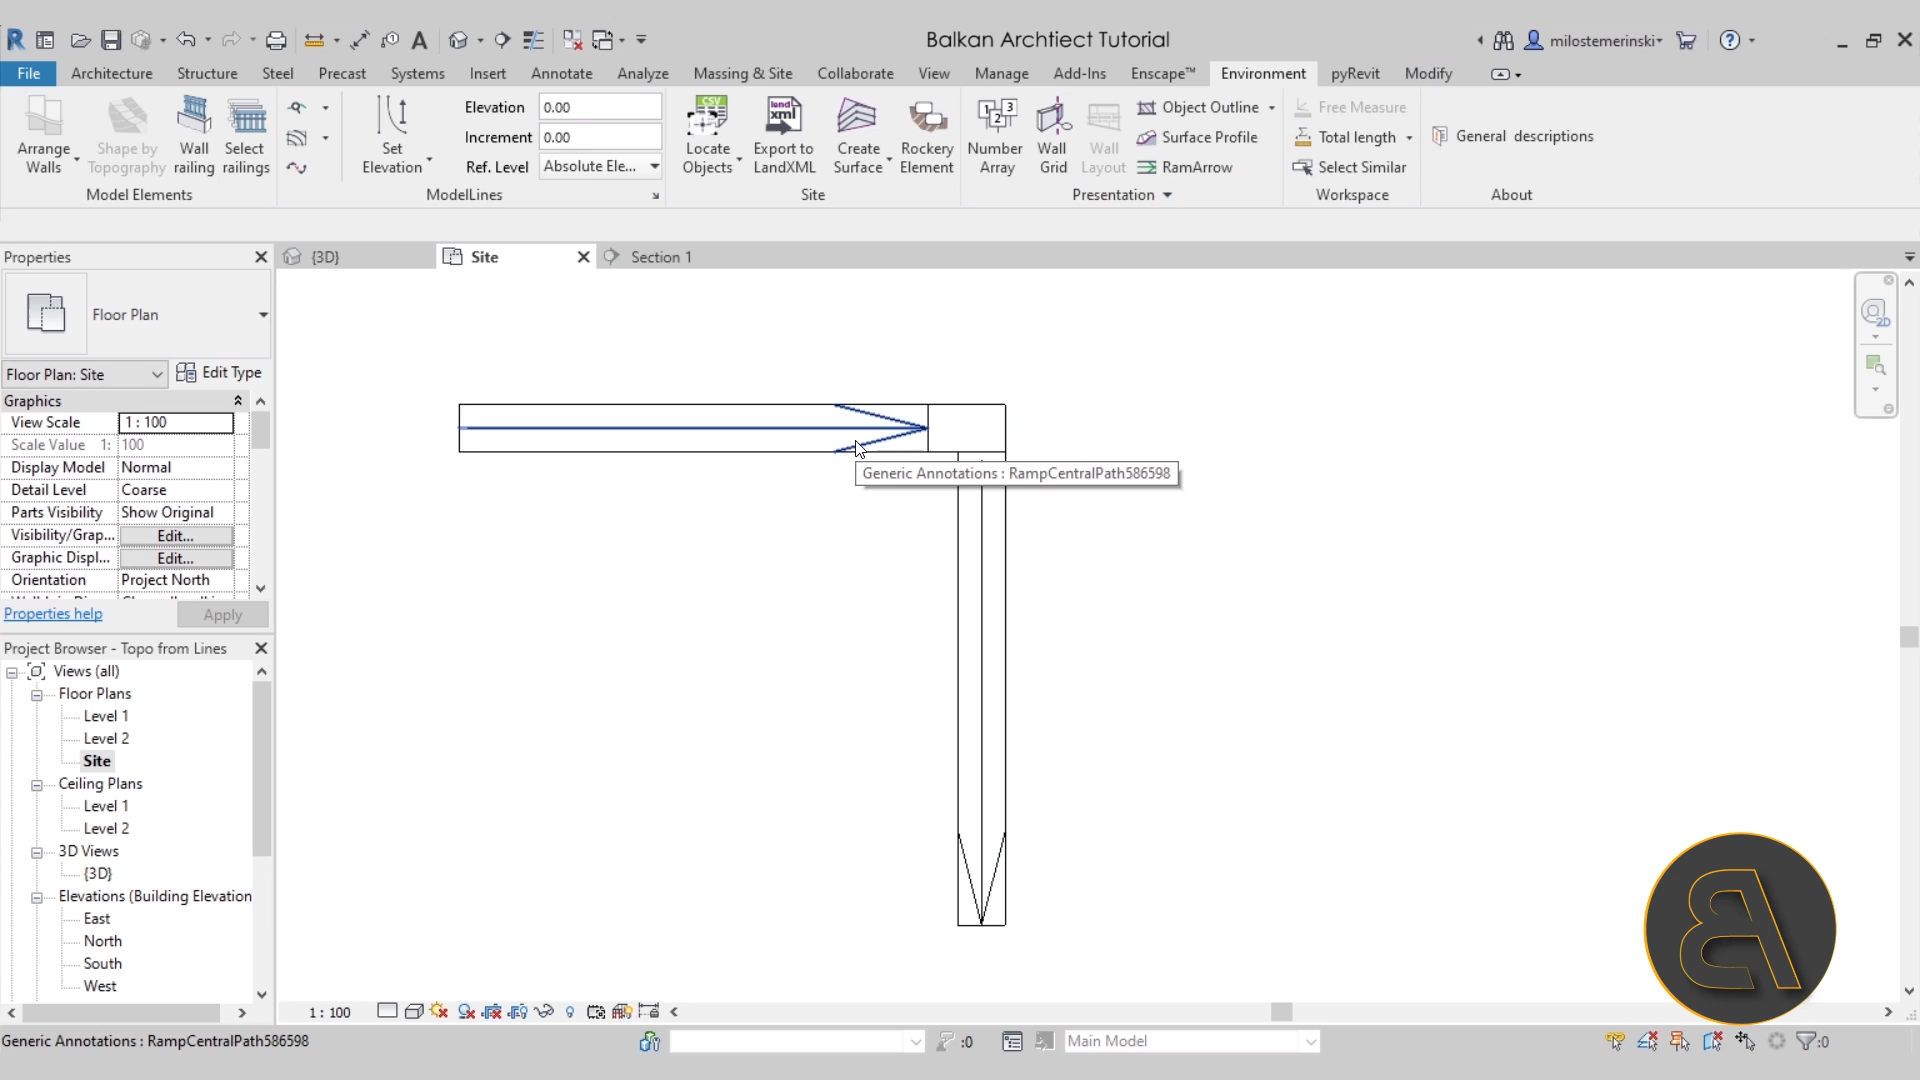 Balkan Archtiect Tutorial
milostemerinski
File Architecture Structure Steel Precast Systems Insert Annotate Analyze Massing & Site Collaborate View Manage Add-Ins Enscape™ Environment pyRevit Modify
Arrange Walls
Shape by Topography
Wall railing
Select railings
Model Elements
Set Elevation
Elevation 0.00
Increment 0.00
Ref. Level Absolute Ele...
ModelLines
CSV
Locate Objects
land xml
Export to LandXML
Create Surface
Rockery Element
Site
1 2 3
Number Array
Wall Grid
Wall Layout
Object Outline
Surface Profile
RamArrow
Presentation
Free Measure
Total length
Select Similar
Workspace
General descriptions
About
Properties
{3D}
Site
Section 1
Floor Plan
Floor Plan: Site
Edit Type
Graphics
View Scale 1 : 100
Scale Value 1: 100
Display Model Normal
Detail Level Coarse
Parts Visibility Show Original
Visibility/Grap... Edit...
Graphic Displ... Edit...
Orientation Project North
Properties help
Apply
Project Browser - Topo from Lines
Views (all)
Floor Plans
Level 1
Level 2
Site
Ceiling Plans
Level 1
Level 2
3D Views
{3D}
Elevations (Building Elevation
East
North
South
West
2D
Generic Annotations : RampCentralPath586598
1 : 100
Generic Annotations : RampCentralPath586598
:0
Main Model
:0